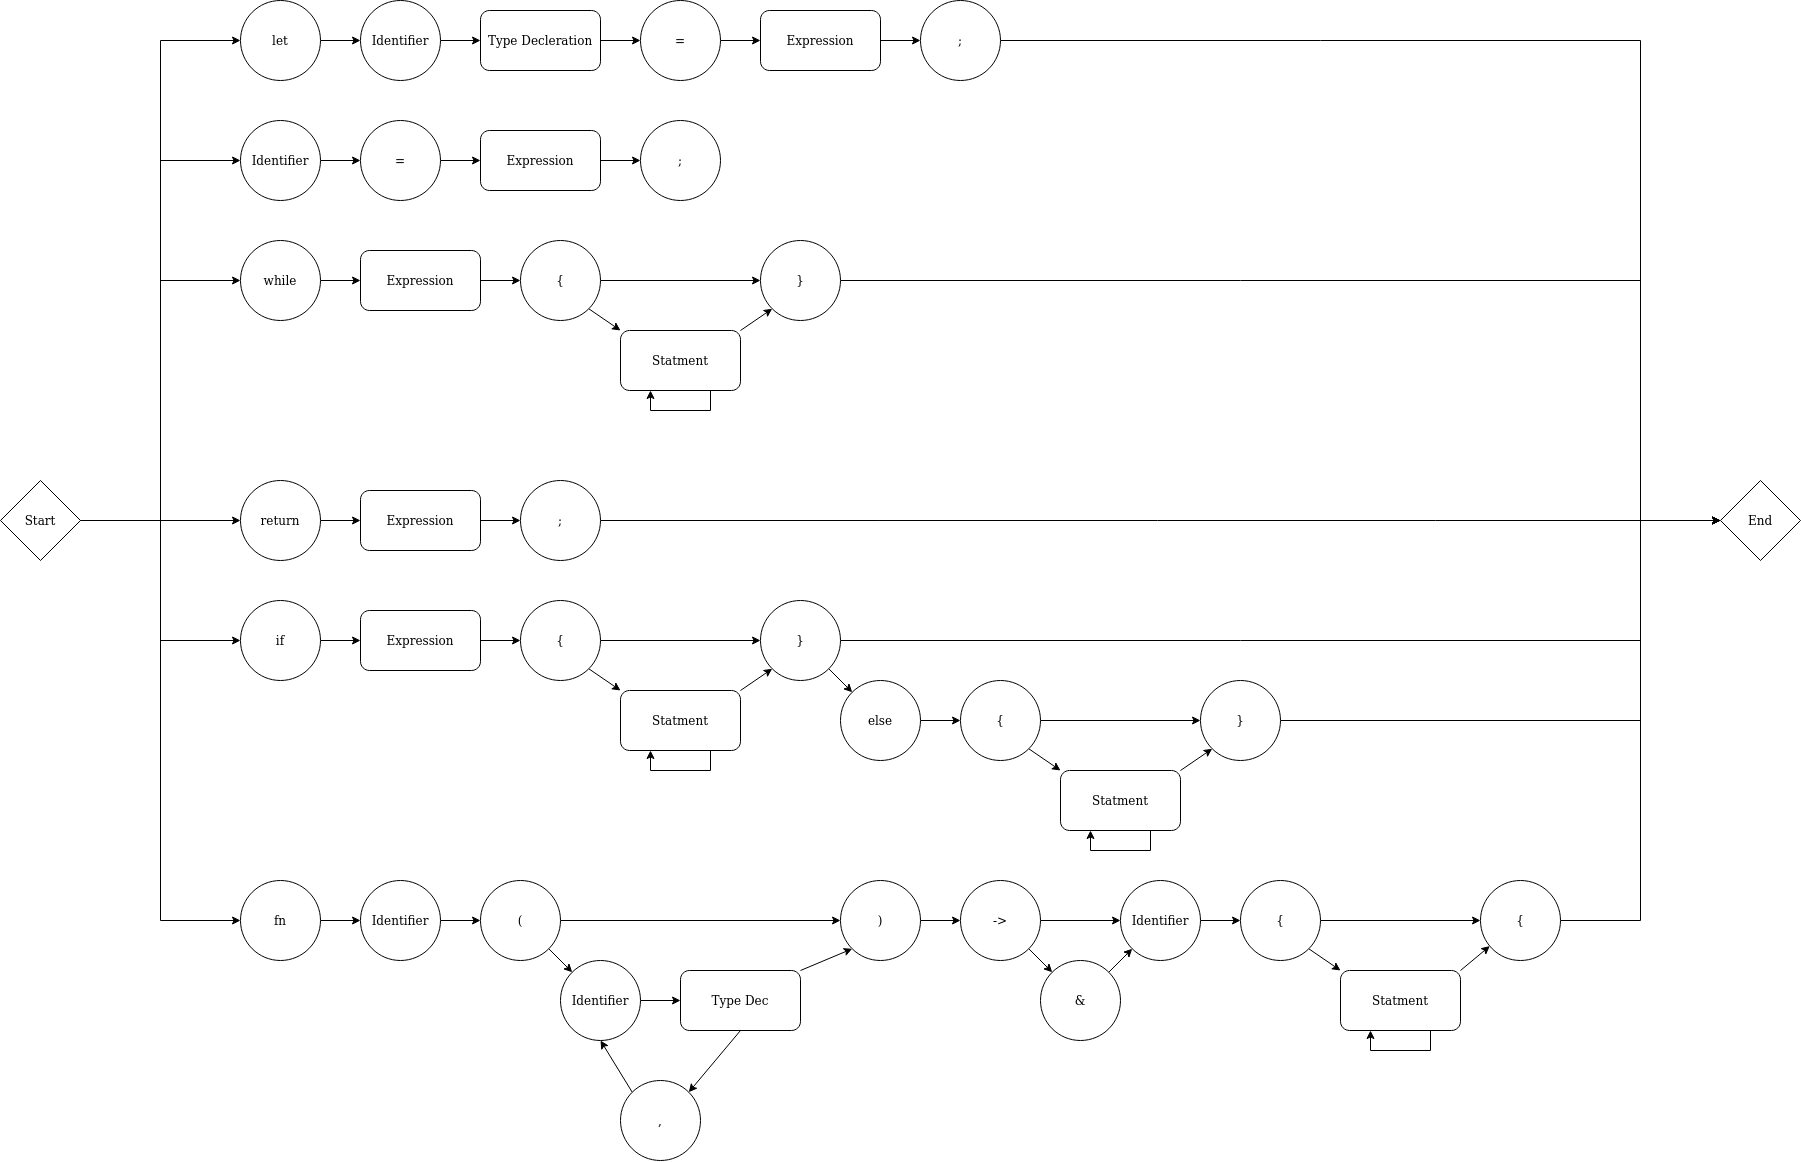 let Identifier Type Decleration = Expression ;
Identifier = Expression ;
while Expression { }
Statment
Start return Expression ; End
if Expression { }
Statment else { }
Statment
fn Identifier ( ) -> Identifier { {
Identifier Type Dec & Statment
,